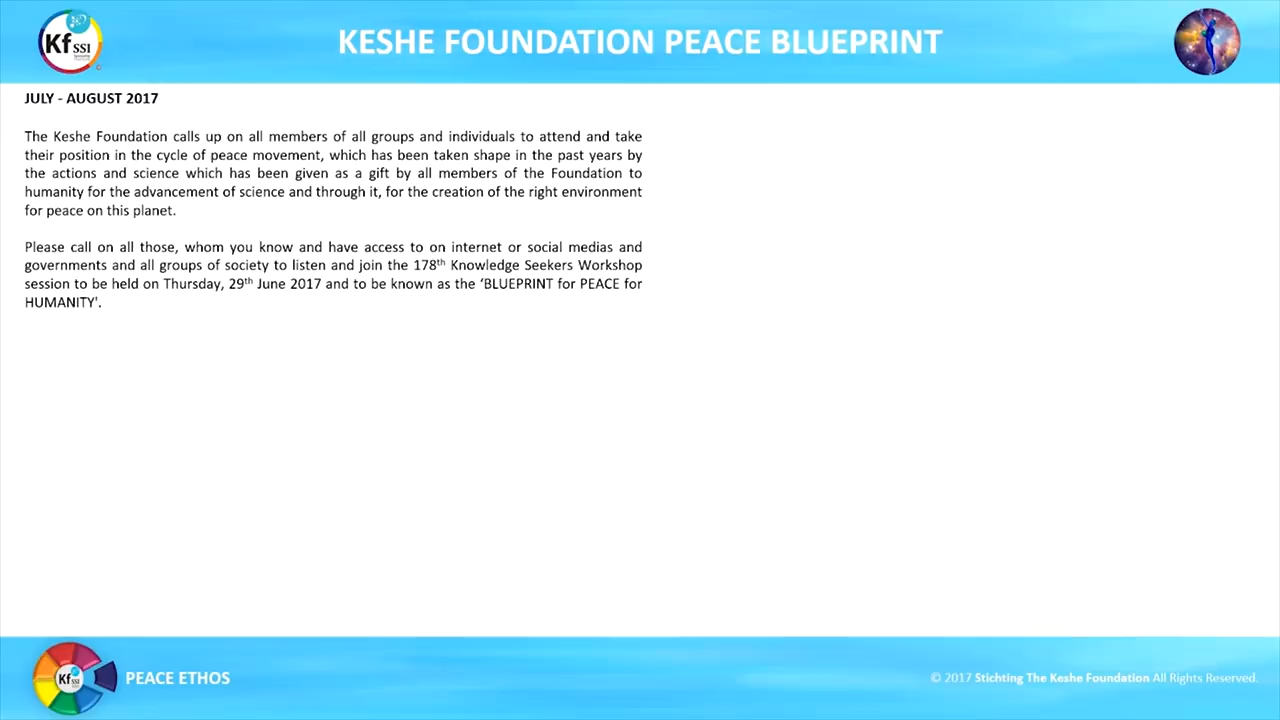 Kf SSI
KESHE FOUNDATION PEACE BLUEPRINT
JULY - AUGUST 2017
The Keshe Foundation calls up on all members of all groups and individuals to attend and take
their position in the cycle of peace movement, which has been taken shape in the past years by
the actions and science which has been given as a gift by all members of the Foundation to
humanity for the advancement of science and through it, for the creation of the right environment
for peace on this planet.
Please call on all those, whom you know and have access to on internet or social medias and
governments and all groups of society to listen and join the 178th Knowledge Seekers Workshop
session to be held on Thursday, 29th June 2017 and to be known as the ‘BLUEPRINT for PEACE for
HUMANITY'.
Kf SSI
PEACE ETHOS
© 2017 Stichting The Keshe Foundation All Rights Reserved.